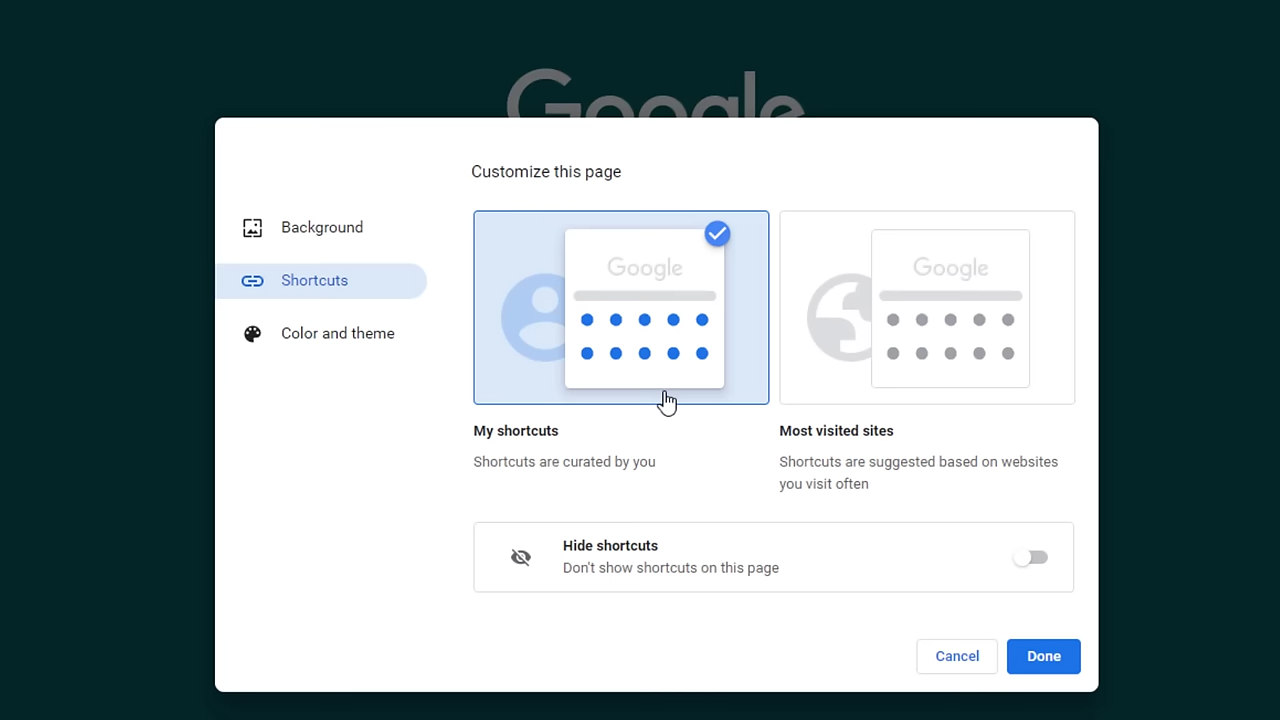 Google
Customize this page
Background
Shortcuts
Color and theme
Google
Google
My shortcuts
Shortcuts are curated by you
Most visited sites
Shortcuts are suggested based on websites
you visit often
Hide shortcuts
Don't show shortcuts on this page
Cancel
Done